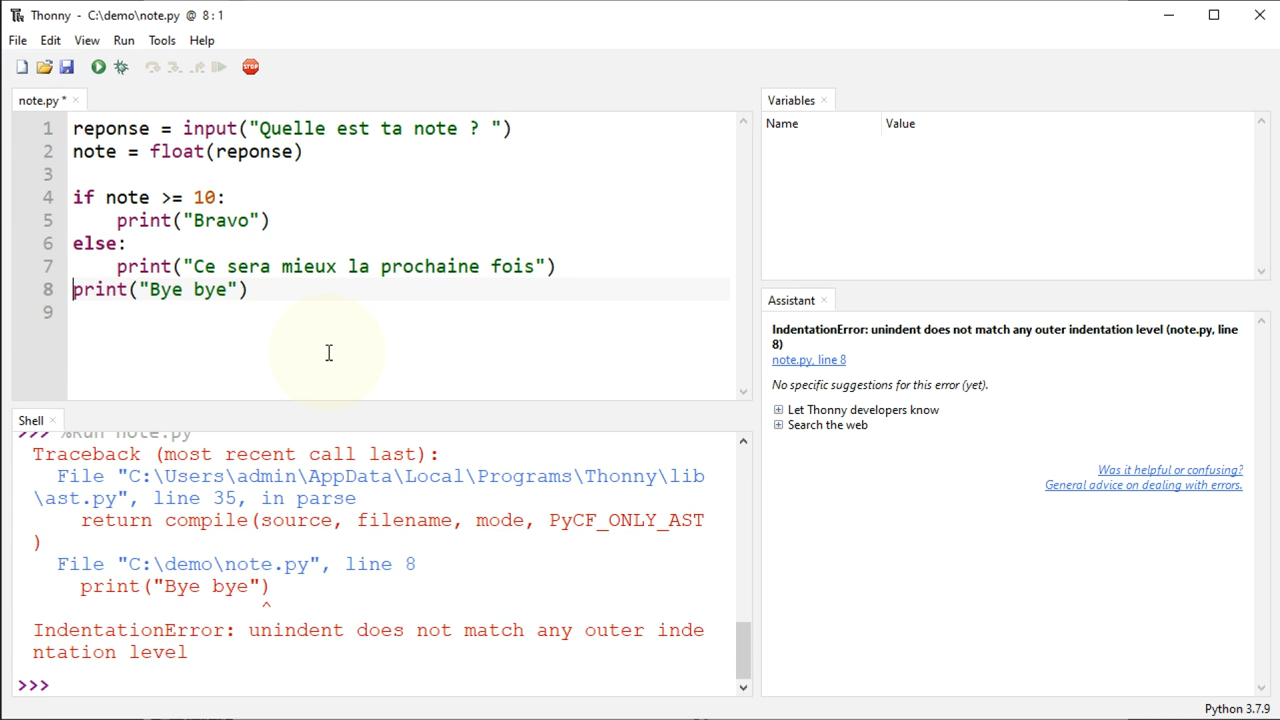 Thonny - C:\demo\note.py @ 8:1
File Edit View Run Tools Help
STOP
note.py *
1 reponse = input("Quelle est ta note ? ")
2 note = float(reponse)
3
4 if note >= 10:
5     print("Bravo")
6 else:
7     print("Ce sera mieux la prochaine fois")
8 print("Bye bye")
9
Shell
>>> %Run note.py
Traceback (most recent call last):
  File "C:\Users\admin\AppData\Local\Programs\Thonny\lib
\ast.py", line 35, in parse
    return compile(source, filename, mode, PyCF_ONLY_AST
)
  File "C:\demo\note.py", line 8
    print("Bye bye")
                   ^
IndentationError: unindent does not match any outer inde
ntation level
>>>
Variables
Name Value
Assistant
IndentationError: unindent does not match any outer indentation level (note.py, line
8)
note.py, line 8
No specific suggestions for this error (yet).
Let Thonny developers know
Search the web
Was it helpful or confusing?
General advice on dealing with errors.
Python 3.7.9